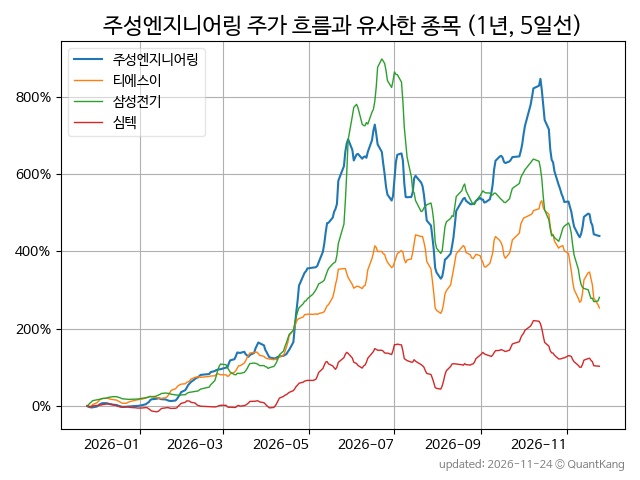 주성엔지니어링 주가 흐름과 유사한 종목 (1년, 5일선)
주성엔지니어링
티에스이
삼성전기
심텍
800%
600%
400%
200%
0%
2026-01 2026-03 2026-05 2026-07 2026-09 2026-11
updated: 2026-11-24 © QuantKang